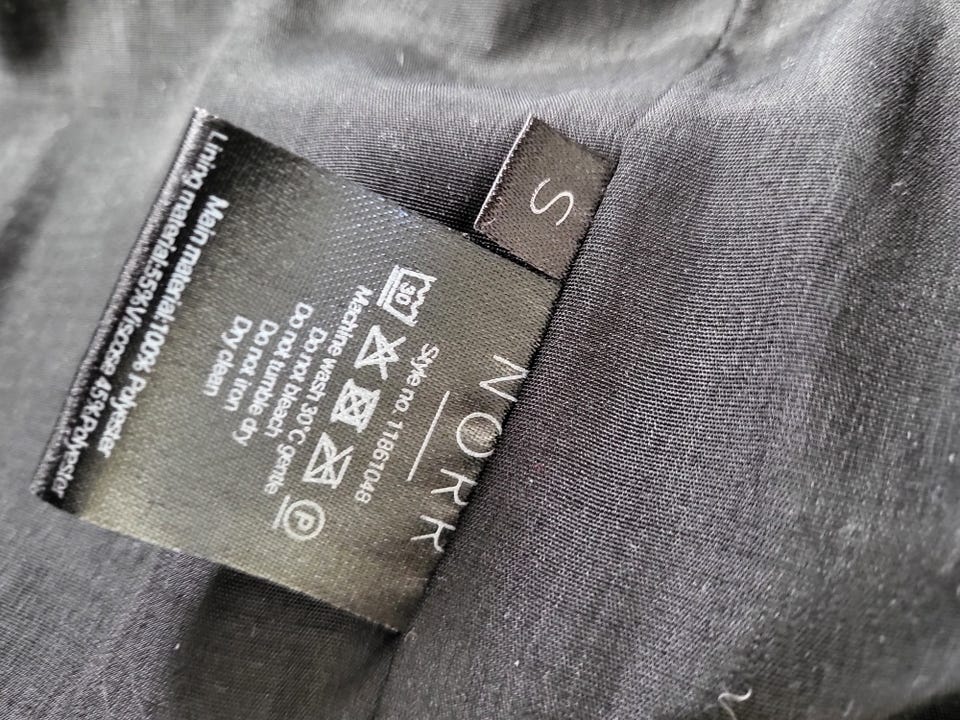 S
NORR
Style no. 11861048
30
P
Machine wash 30°C gentle
Do not bleach
Do not tumble dry
Do not iron
Dry clean
Main material:100% Polyester
Lining material:55%Viscose 45%Polyester